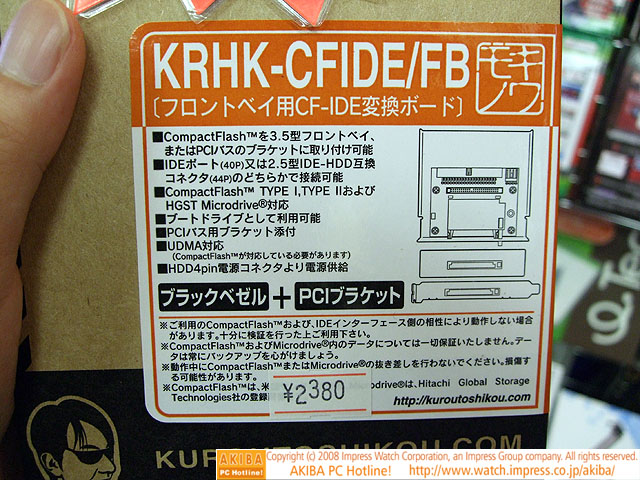 KRHK-CFIDE/FB
モキノワ
〔フロントベイ用CF-IDE変換ボード〕
■CompactFlash™を3.5型フロントベイ、
またはPCIバスのブラケットに取り付け可能
■IDEポート(40P)又は2.5型IDE-HDD互換
コネクタ(44P)のどちらかで接続可能
■CompactFlash™ TYPE I,TYPE IIおよび
HGST Microdrive®対応
■ブートドライブとして利用可能
■PCIバス用ブラケット添付
■UDMA対応
(CompactFlash™が対応している必要があります)
■HDD4pin電源コネクタより電源供給
ブラックベゼル + PCIブラケット
※ご利用のCompactFlash™および、IDEインターフェース側の相性により動作しない場合
があります。十分に検証を行った上ご利用下さい。
※CompactFlash™およびMicrodrive®内のデータについては一切保証いたしません。デー
タは常にバックアップを心がけましょう。
※動作中にCompactFlash™またはMicrodrive®の抜き差しを行わないでください。損傷す
る可能性があります。
※CompactFlash™は、米
Microdrive®は、Hitachi Global Storage
Technologies社の登録
http://kuroutoshikou.com
¥2380
KUROUTOSHIKOU.COM
AKIBA PC Hotline!
Copyright (c) 2008 Impress Watch Corporation, an Impress Group company. All rights reserved.
AKIBA PC Hotline! http://www.watch.impress.co.jp/akiba/